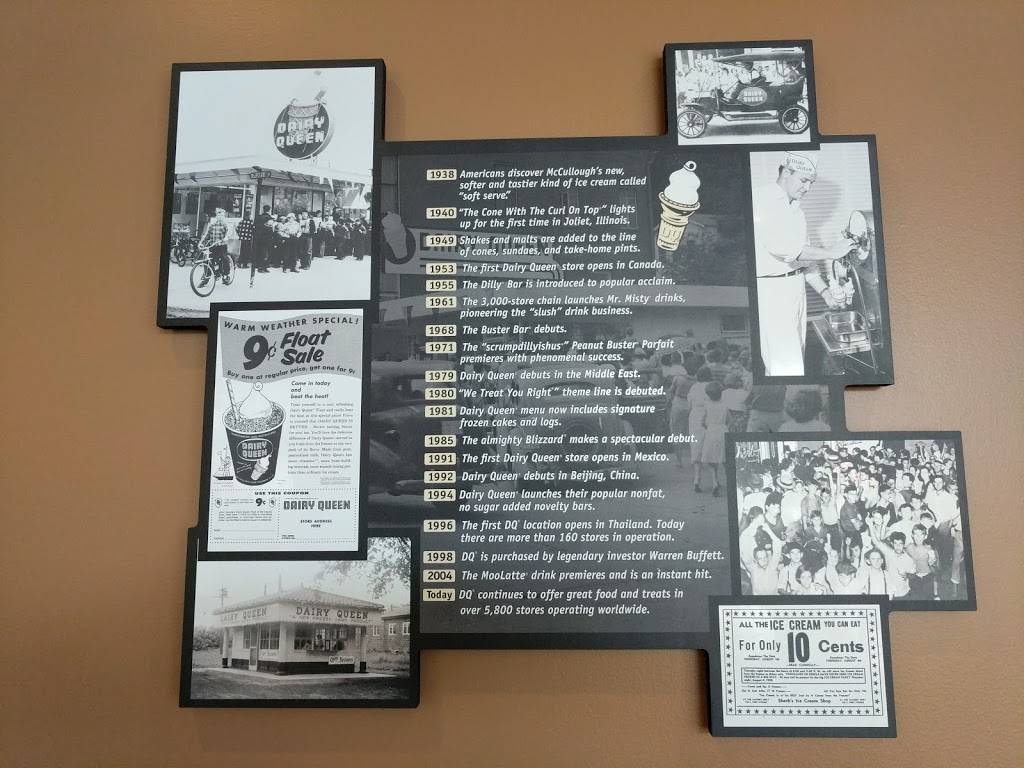 DAIRY
QUEEN
DAIRY
QUEEN
DAIRY
QUEEN
1938 Americans discover McCullough's new,
softer and tastier kind of ice cream called
"soft serve."
1940 "The Cone With The Curl On Top" lights
up for the first time in Joliet, Illinois.
1949 Shakes and malts are added to the line
of cones, sundaes, and take-home pints.
1953 The first Dairy Queen store opens in Canada.
1955 The Dilly Bar is introduced to popular acclaim.
1961 The 3,000-store chain launches Mr. Misty drinks,
pioneering the "slush" drink business.
1968 The Buster Bar debuts.
1971 The "scrumpdillyishus" Peanut Buster Parfait
premieres with phenomenal success.
1979 Dairy Queen debuts in the Middle East.
1980 "We Treat You Right" theme line is debuted.
1981 Dairy Queen menu now includes signature
frozen cakes and logs.
1985 The almighty Blizzard makes a spectacular debut.
1991 The first Dairy Queen store opens in Mexico.
1992 Dairy Queen debuts in Beijing, China.
1994 Dairy Queen launches their popular nonfat,
no sugar added novelty bars.
1996 The first DQ location opens in Thailand. Today
there are more than 160 stores in operation.
1998 DQ is purchased by legendary investor Warren Buffett.
2004 The MooLatte drink premieres and is an instant hit.
Today DQ continues to offer great food and treats in
over 5,800 stores operating worldwide.
WARM WEATHER SPECIAL!
9¢ Float
Sale
Buy one at regular price, get one for 9¢
Come in today
and
beat the heat!
DAIRY
QUEEN
USE THIS COUPON
9¢
DAIRY QUEEN
STORE ADDRESS
HERE
DAIRY QUEEN
DAIRY QUEEN
ALL THE ICE CREAM YOU CAN EAT
For Only 10 Cents
Sherb's Ice Cream Shop